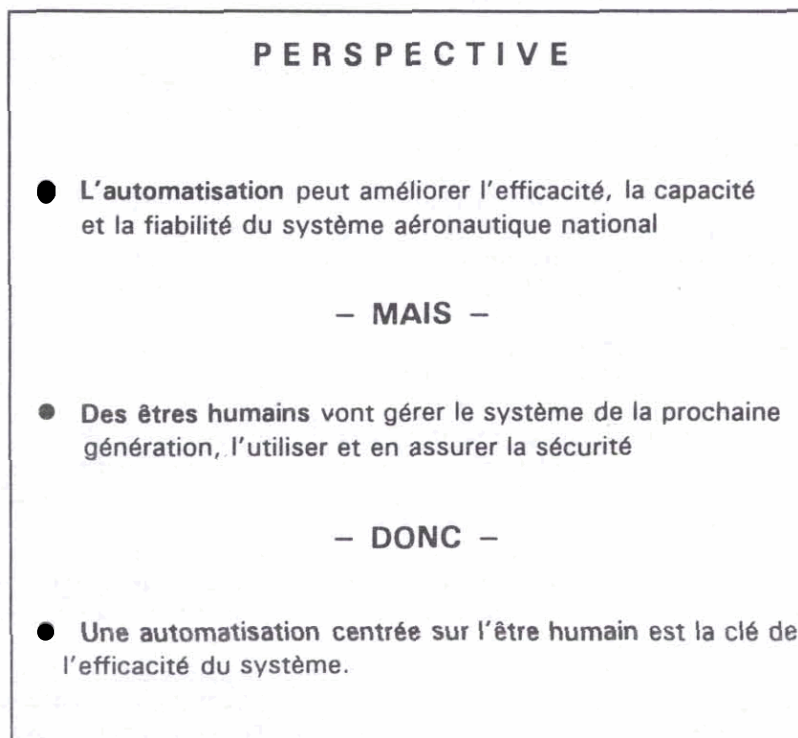 PERSPECTIVE
● L'automatisation peut améliorer l'efficacité, la capacité
et la fiabilité du système aéronautique national
– MAIS –
● Des êtres humains vont gérer le système de la prochaine
génération, l'utiliser et en assurer la sécurité
– DONC –
● Une automatisation centrée sur l'être humain est la clé de
l'efficacité du système.